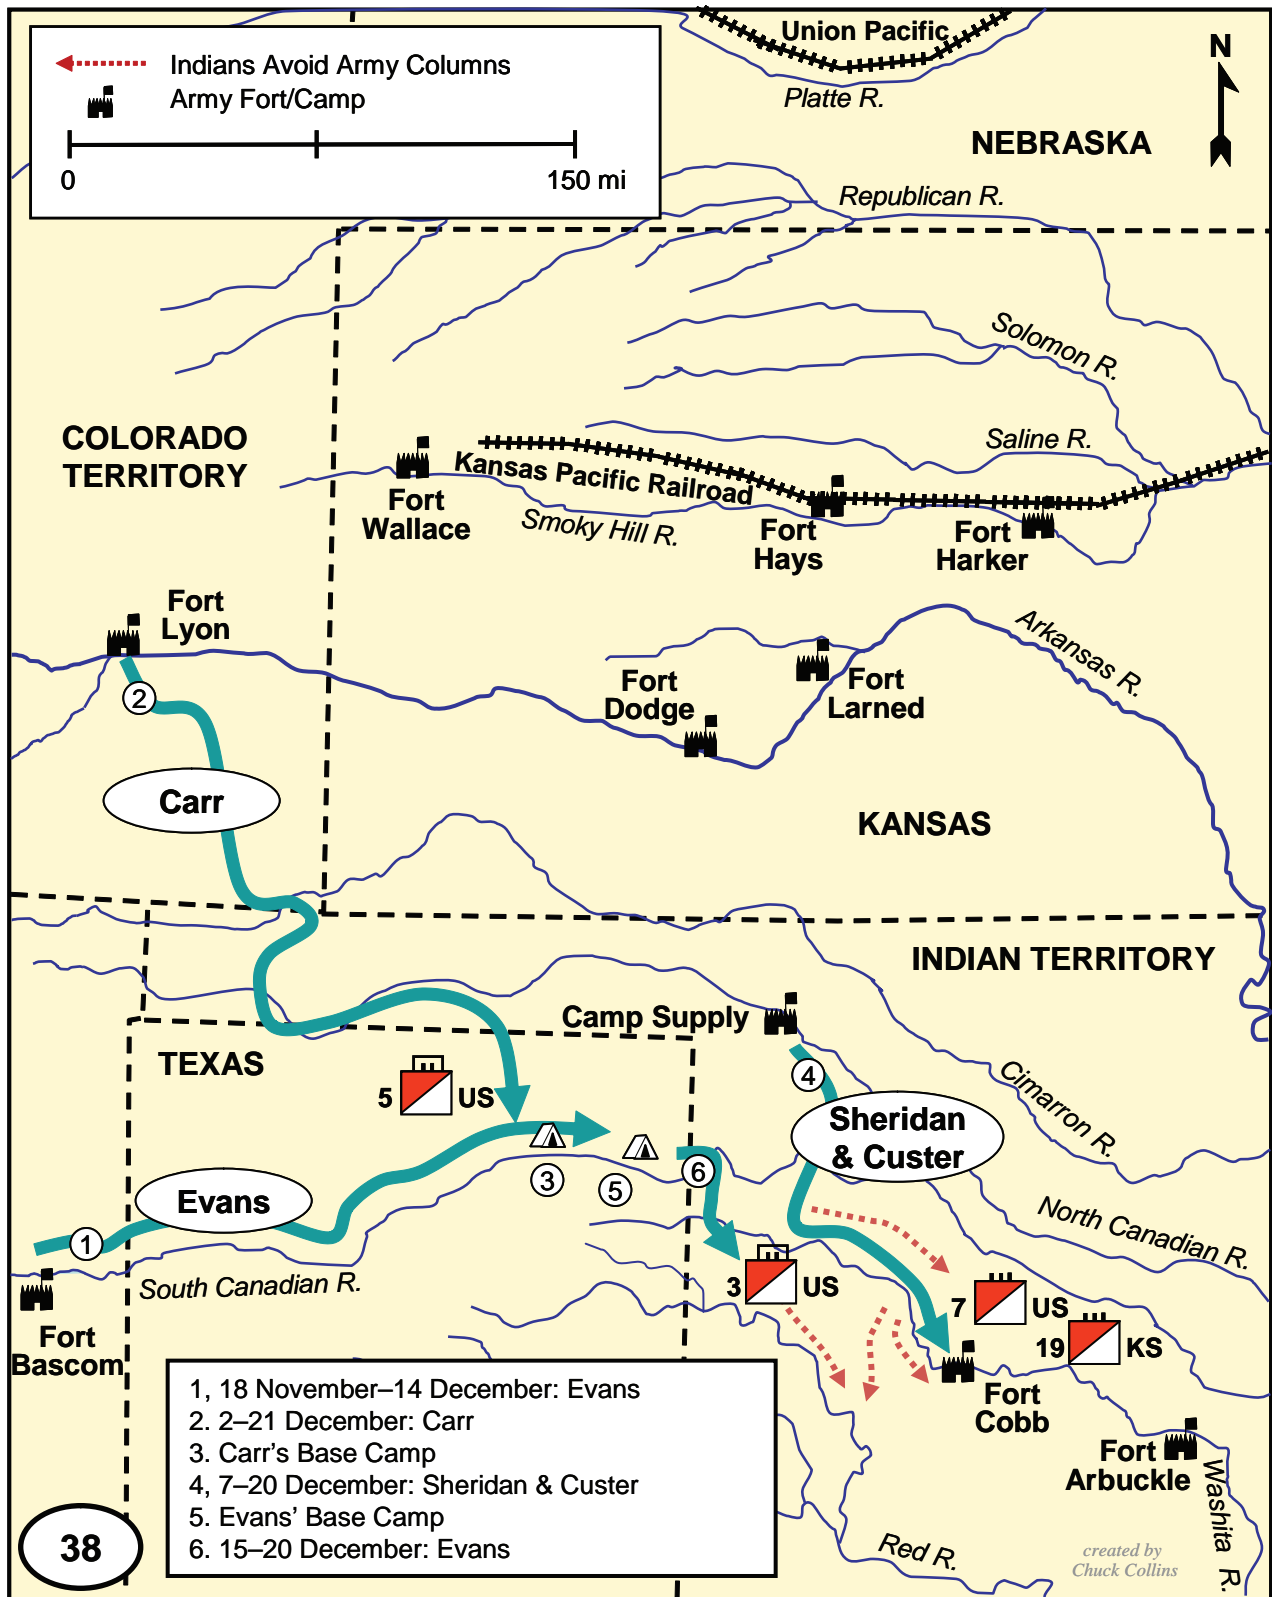 Union Pacific
N
Indians Avoid Army Columns
Army Fort/Camp
0
150 mi
Platte R.
NEBRASKA
Republican R.
Solomon R.
COLORADO
TERRITORY
Saline R.
Kansas Pacific Railroad
Fort
Wallace
Smoky Hill R.
Fort
Hays
Fort
Harker
Fort
Lyon
Arkansas R.
2
Fort
Dodge
Fort
Larned
Carr
KANSAS
INDIAN TERRITORY
Camp Supply
TEXAS
5
US
4
Cimarron R.
Sheridan
& Custer
3
5
6
Evans
1
North Canadian R.
South Canadian R.
3
US
7
US
19
KS
Fort
Bascom
Fort
Cobb
Fort
Arbuckle
Washita R.
1, 18 November–14 December: Evans
2. 2–21 December: Carr
3. Carr's Base Camp
4, 7–20 December: Sheridan & Custer
5. Evans' Base Camp
6. 15–20 December: Evans
38
Red R.
created by
Chuck Collins